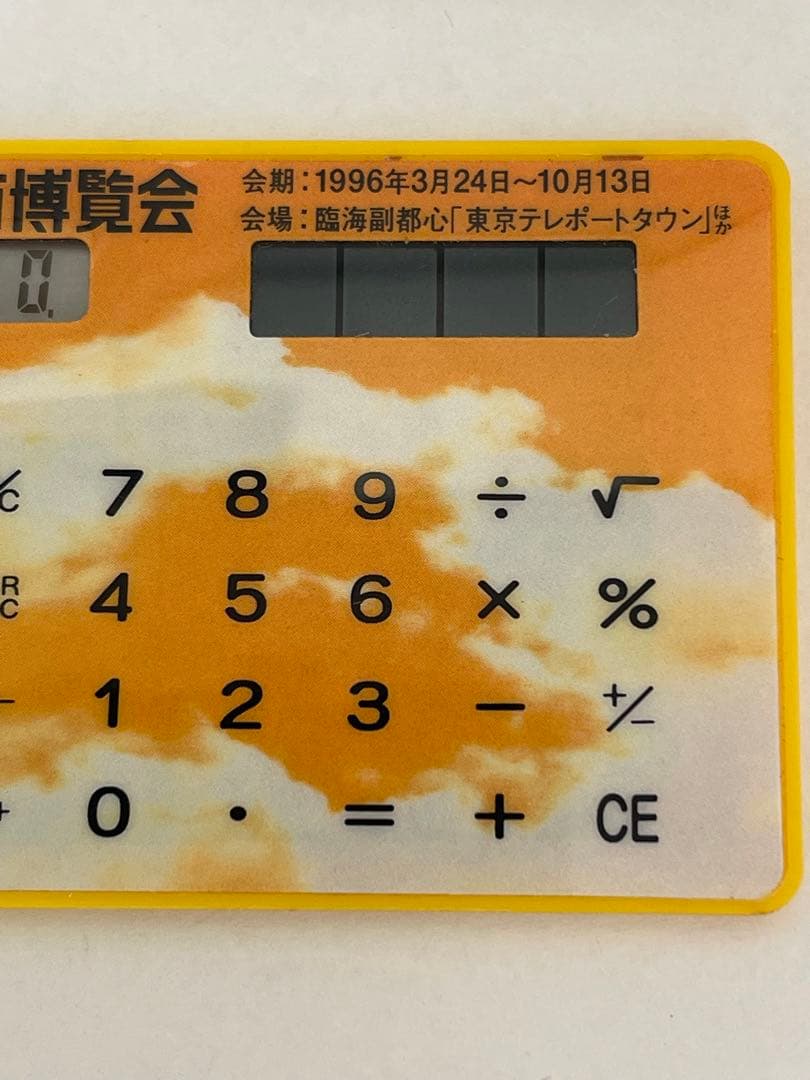 博覧会
会期：1996年3月24日～10月13日
会場：臨海副都心「東京テレポートタウン」ほか
0.
7 8 9 ÷ √
4 5 6 × %
1 2 3 − +/−
0 • = + CE